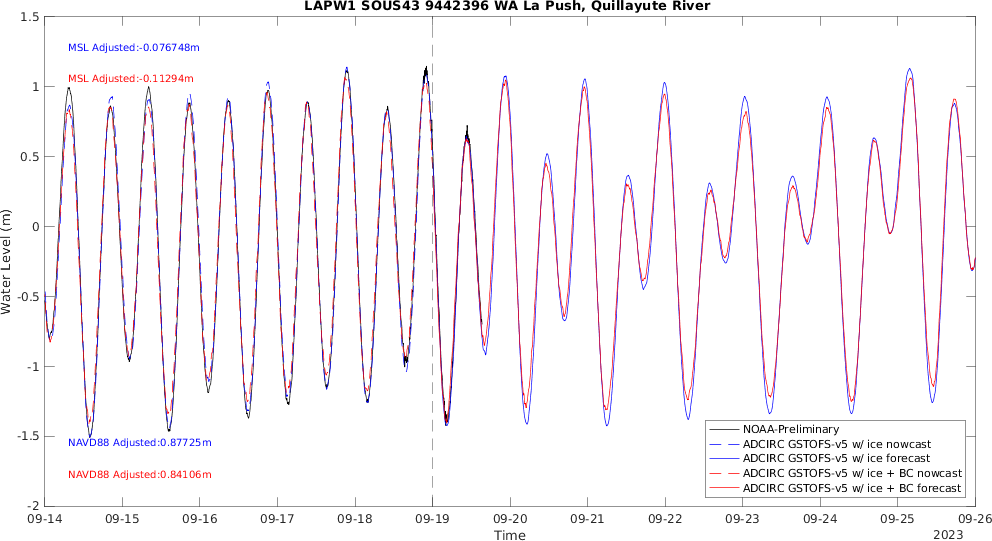 LAPW1 SOUS43 9442396 WA La Push, Quillayute River
1.5
MSL Adjusted:-0.076748m
MSL Adjusted:-0.11294m
1
0.5
0
Water Level (m)
-0.5
-1
-1.5
NAVD88 Adjusted:0.87725m
NAVD88 Adjusted:0.84106m
-2
NOAA-Preliminary
ADCIRC GSTOFS-v5 w/ ice nowcast
ADCIRC GSTOFS-v5 w/ ice forecast
ADCIRC GSTOFS-v5 w/ ice + BC nowcast
ADCIRC GSTOFS-v5 w/ ice + BC forecast
09-14 09-15 09-16 09-17 09-18 09-19 09-20 09-21 09-22 09-23 09-24 09-25 09-26
Time
2023